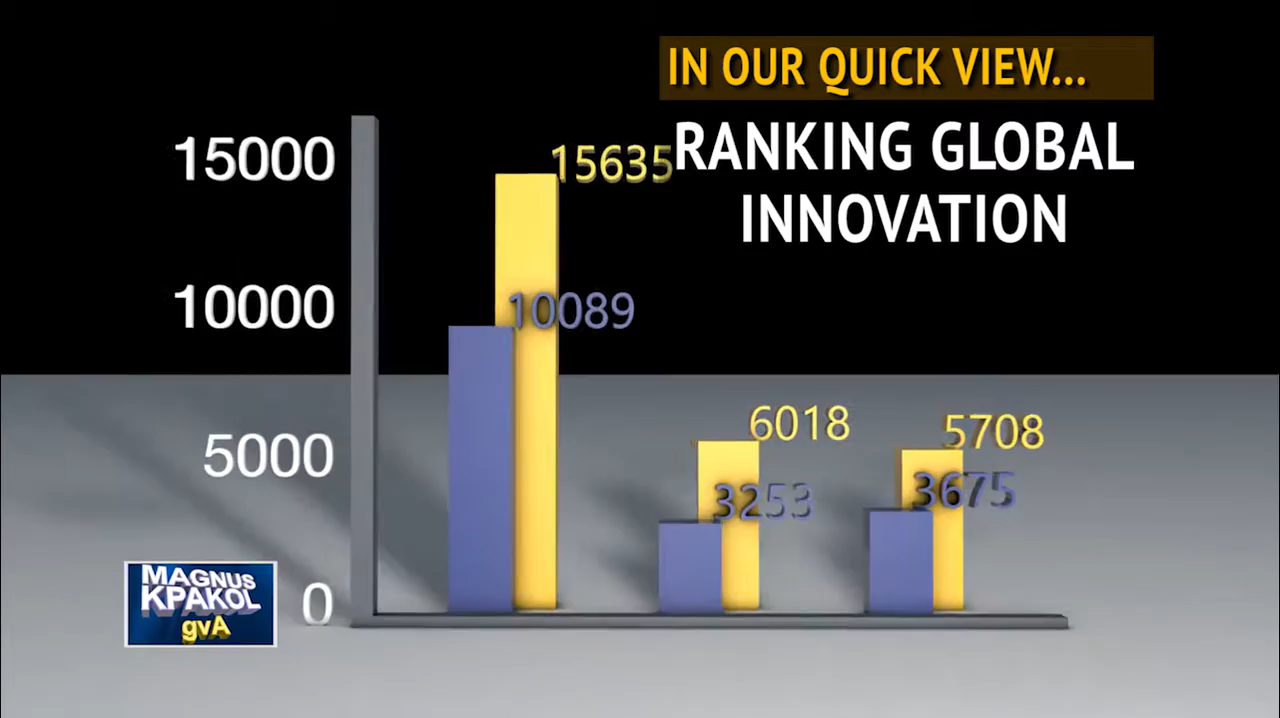 IN OUR QUICK VIEW...
RANKING GLOBAL
INNOVATION
15000
10000
5000
0
15635
10089
6018
3253
5708
3675
MAGNUS
KPAKOL
gvA